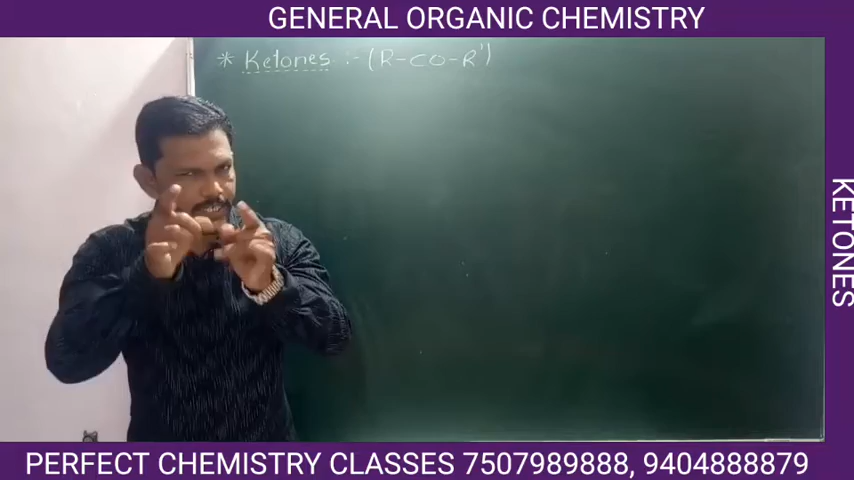 GENERAL ORGANIC CHEMISTRY
* Ketones :- (R-CO-R')
KETONES
PERFECT CHEMISTRY CLASSES 7507989888, 9404888879